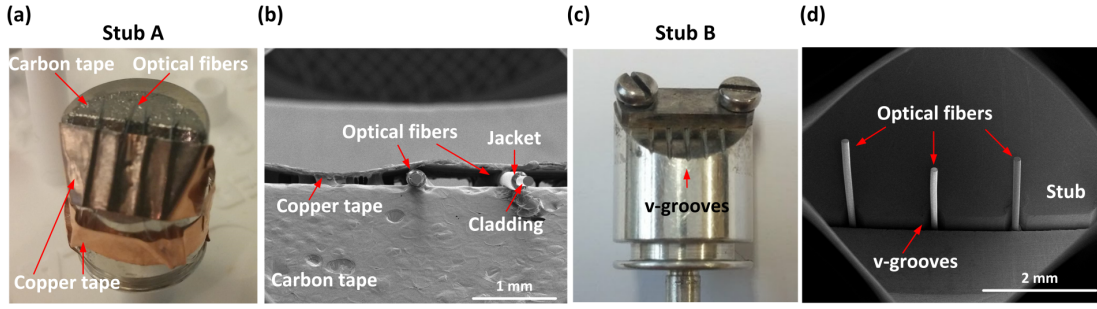 (a)
Stub A
Carbon tape
Optical fibers
Copper tape
(b)
Optical fibers
Jacket
Copper tape
Cladding
Carbon tape
1 mm
(c)
Stub B
v-grooves
(d)
Optical fibers
Stub
v-grooves
2 mm